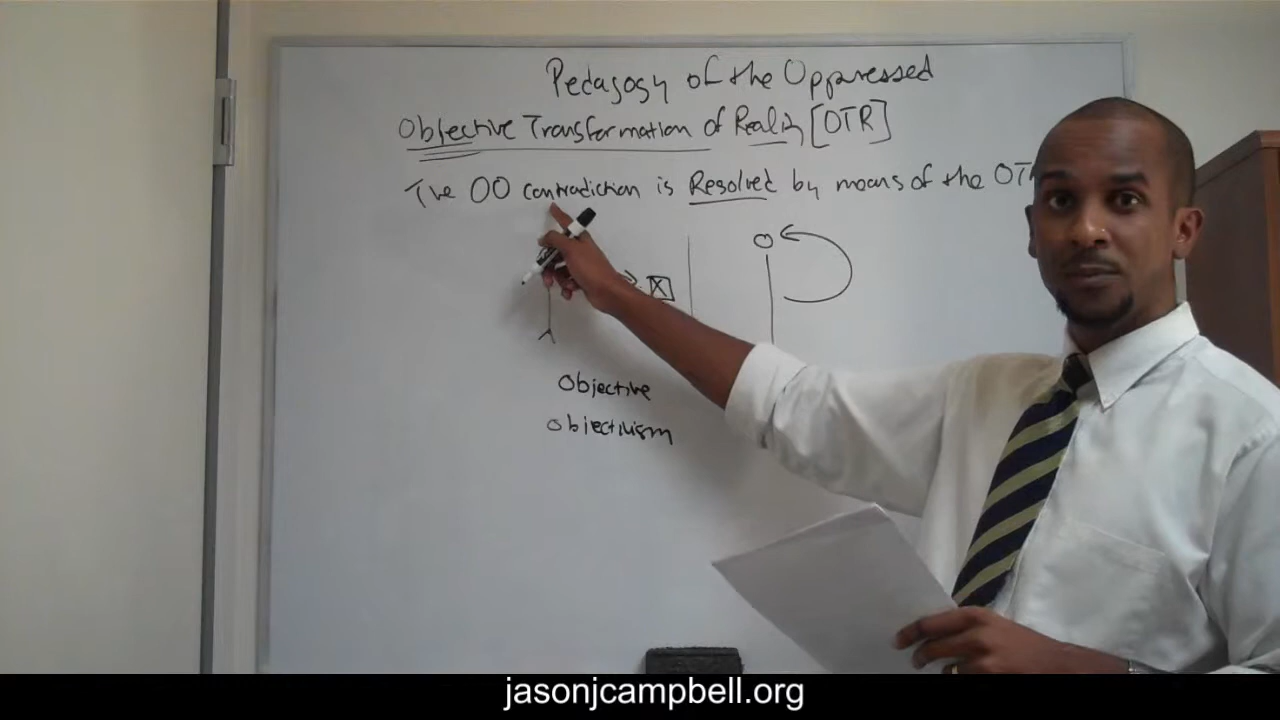 Pedagogy of the Oppressed
Objective Transformation of Reality [OTR]
The OO contradiction is Resolved by means of the OT
X
Objective
objectivism
jasonjcampbell.org